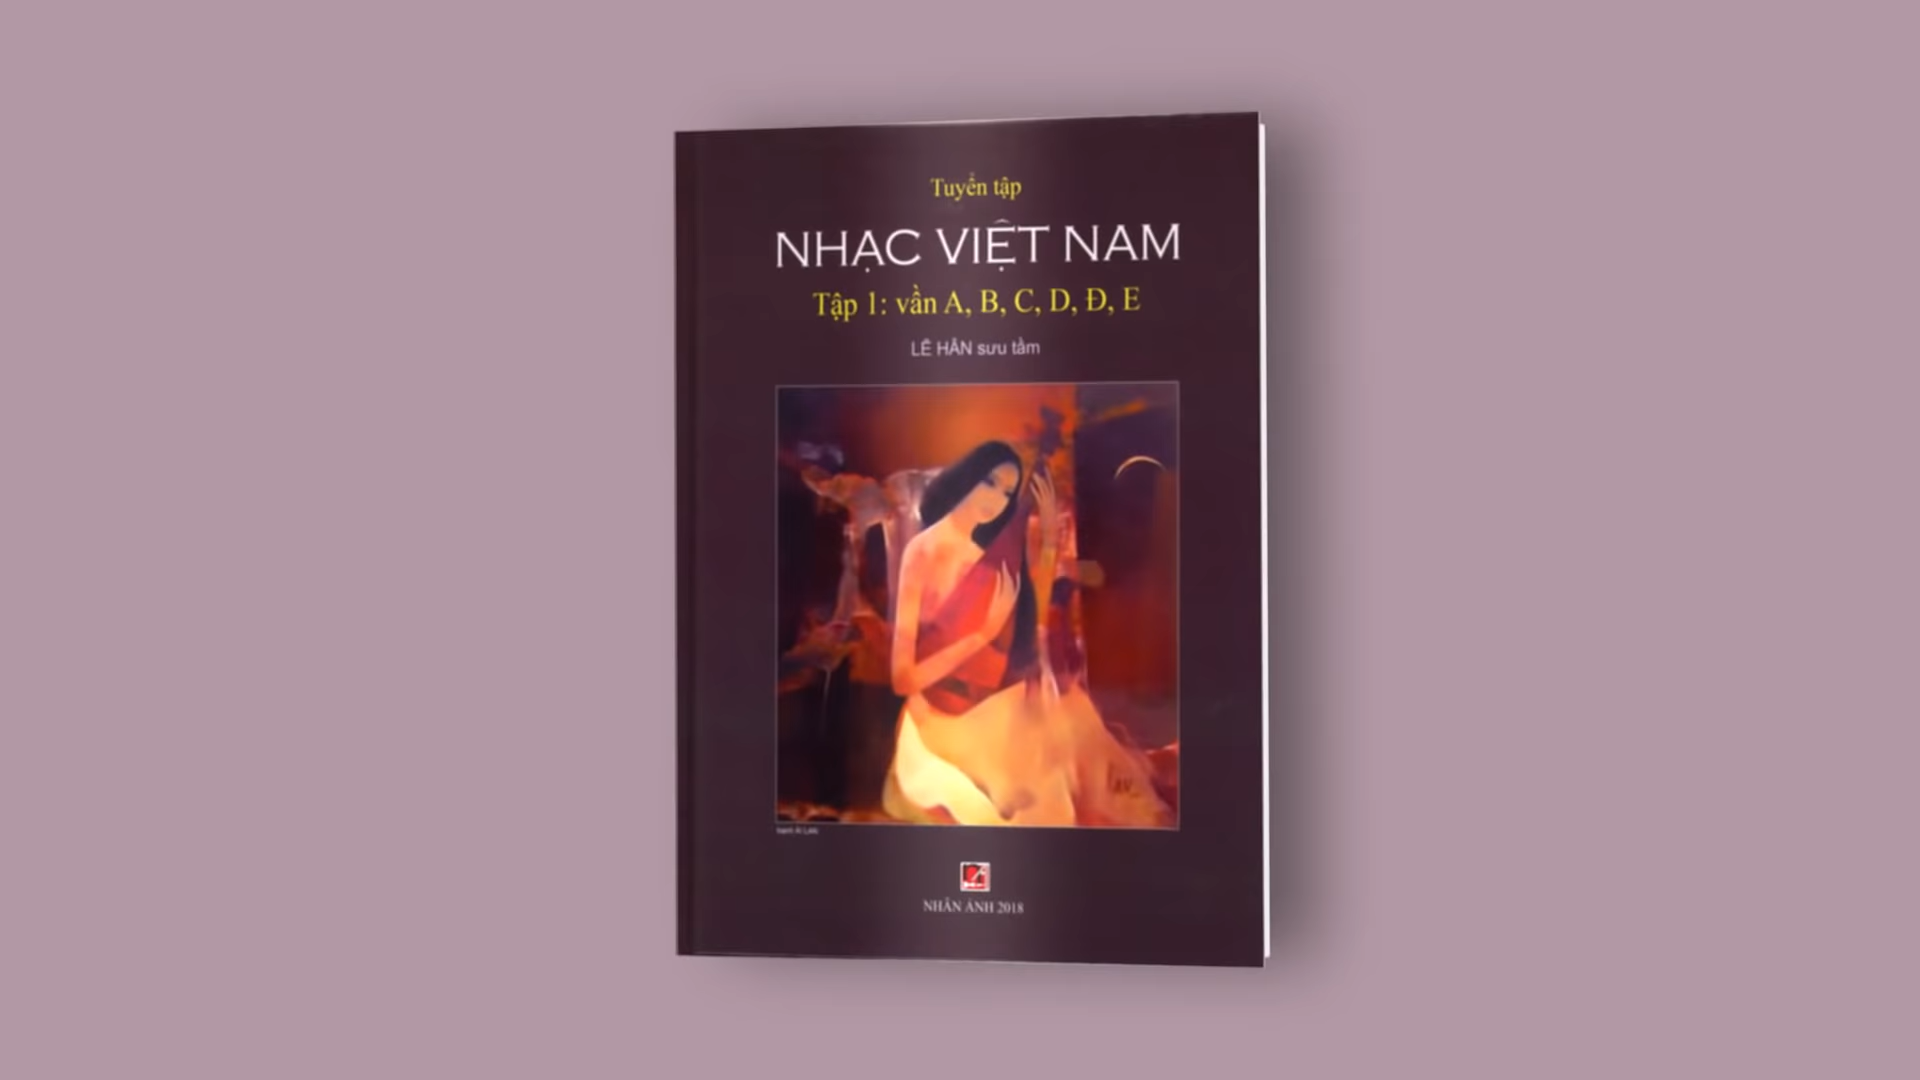 Tuyển tập
NHẠC VIỆT NAM
Tập 1: vần A, B, C, D, Đ, E
LÊ HÂN sưu tầm
NHÂN ẢNH 2018